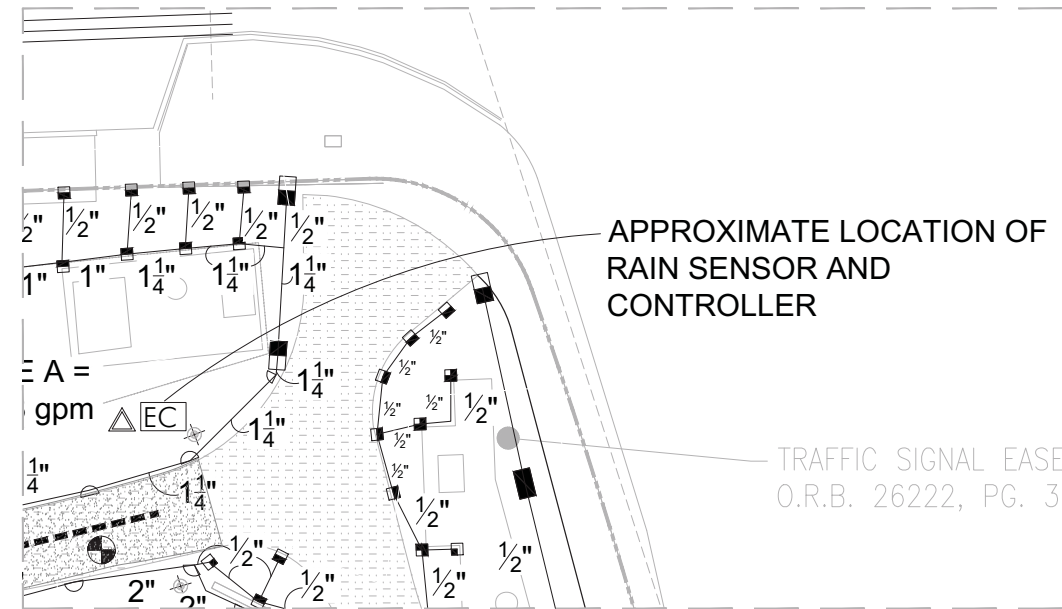 ½" ½" ½" ½" ½" ½"
1" 1" 1¼" 1¼" 1¼"
APPROXIMATE LOCATION OF
RAIN SENSOR AND
CONTROLLER
½"
½"
E A =
gpm
EC
1¼"
1¼"
½" ½" ½"
½"
½"
¼"
1¼"
½"
TRAFFIC SIGNAL EASE
O.R.B. 26222, PG. 3
½" ½"
2" 2" ½" ½"